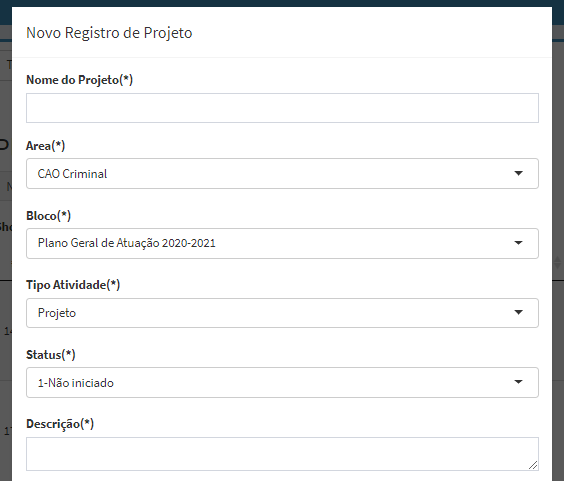 Novo Registro de Projeto
Nome do Projeto(*)
Area(*)
CAO Criminal
Bloco(*)
Plano Geral de Atuação 2020-2021
Tipo Atividade(*)
Projeto
Status(*)
1-Não iniciado
Descrição(*)